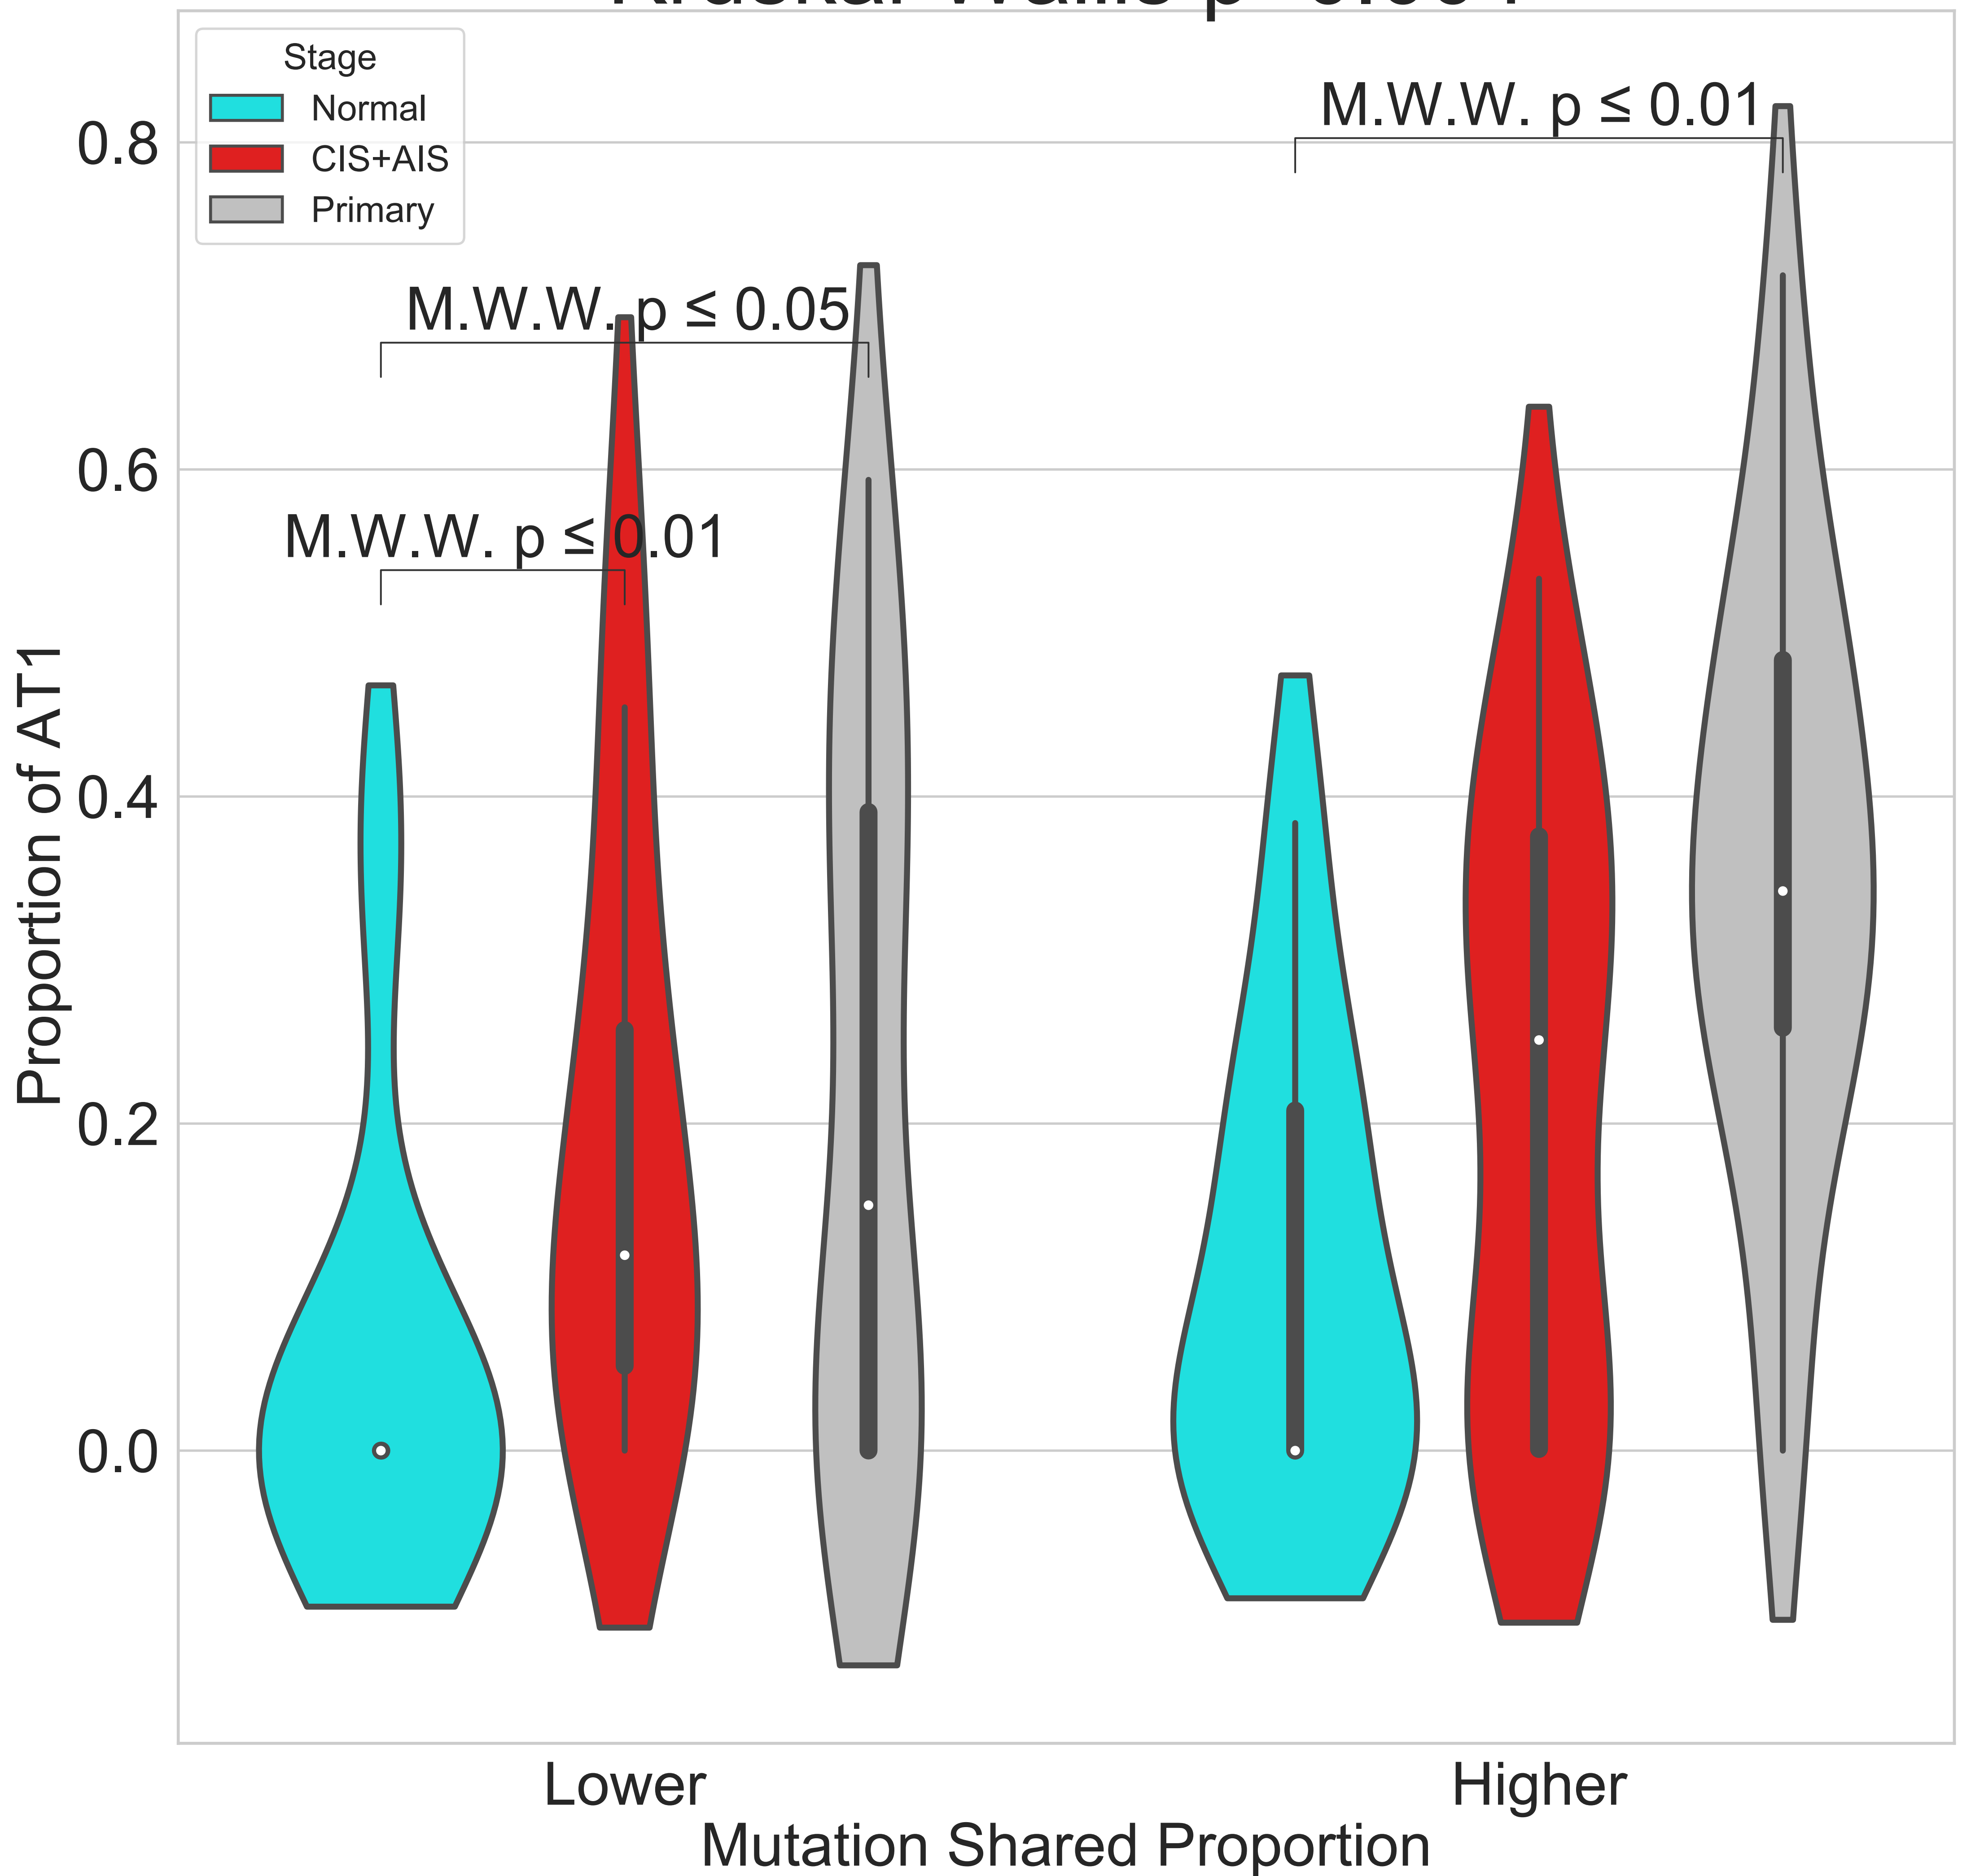 Stage
Normal
CIS+AIS
Primary
M.W.W. p ≤ 0.01
M.W.W. p ≤ 0.05
M.W.W. p ≤ 0.01
0.8
0.6
0.4
0.2
0.0
Proportion of AT1
Lower
Higher
Mutation Shared Proportion